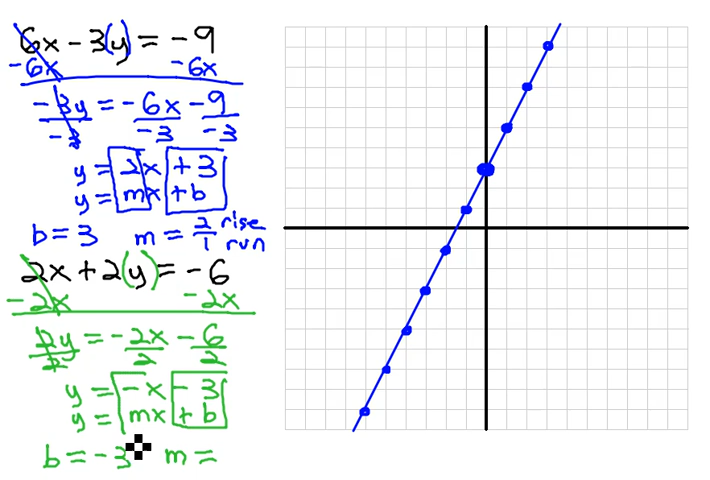 6x - 3(y) = -9
-6x -6x
-3y = -6x - 9
-3 -3 -3
y = 2x + 3
y = mx + b
b = 3 m = 2/1 rise run
2x + 2(y) = -6
-2x -2x
2y = -2x - 6
2 2 2
y = -x - 3
y = mx + b
b = -3 m =